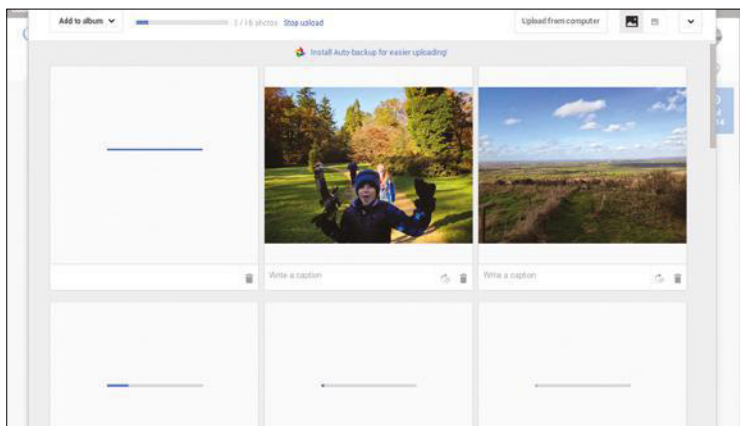 Add to album
/ 16 photos Stop upload
Upload from computer
Install Auto-backup for easier uploading!
Write a caption
Write a caption